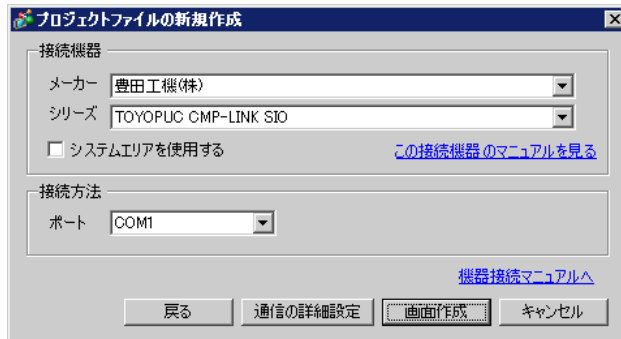 プロジェクトファイルの新規作成
接続機器
メーカー 豊田工機(株)
シリーズ TOYOPUC CMP-LINK SIO
システムエリアを使用する この接続機器のマニュアルを見る
接続方法
ポート COM1
機器接続マニュアルへ
戻る 通信の詳細設定 画面作成 キャンセル